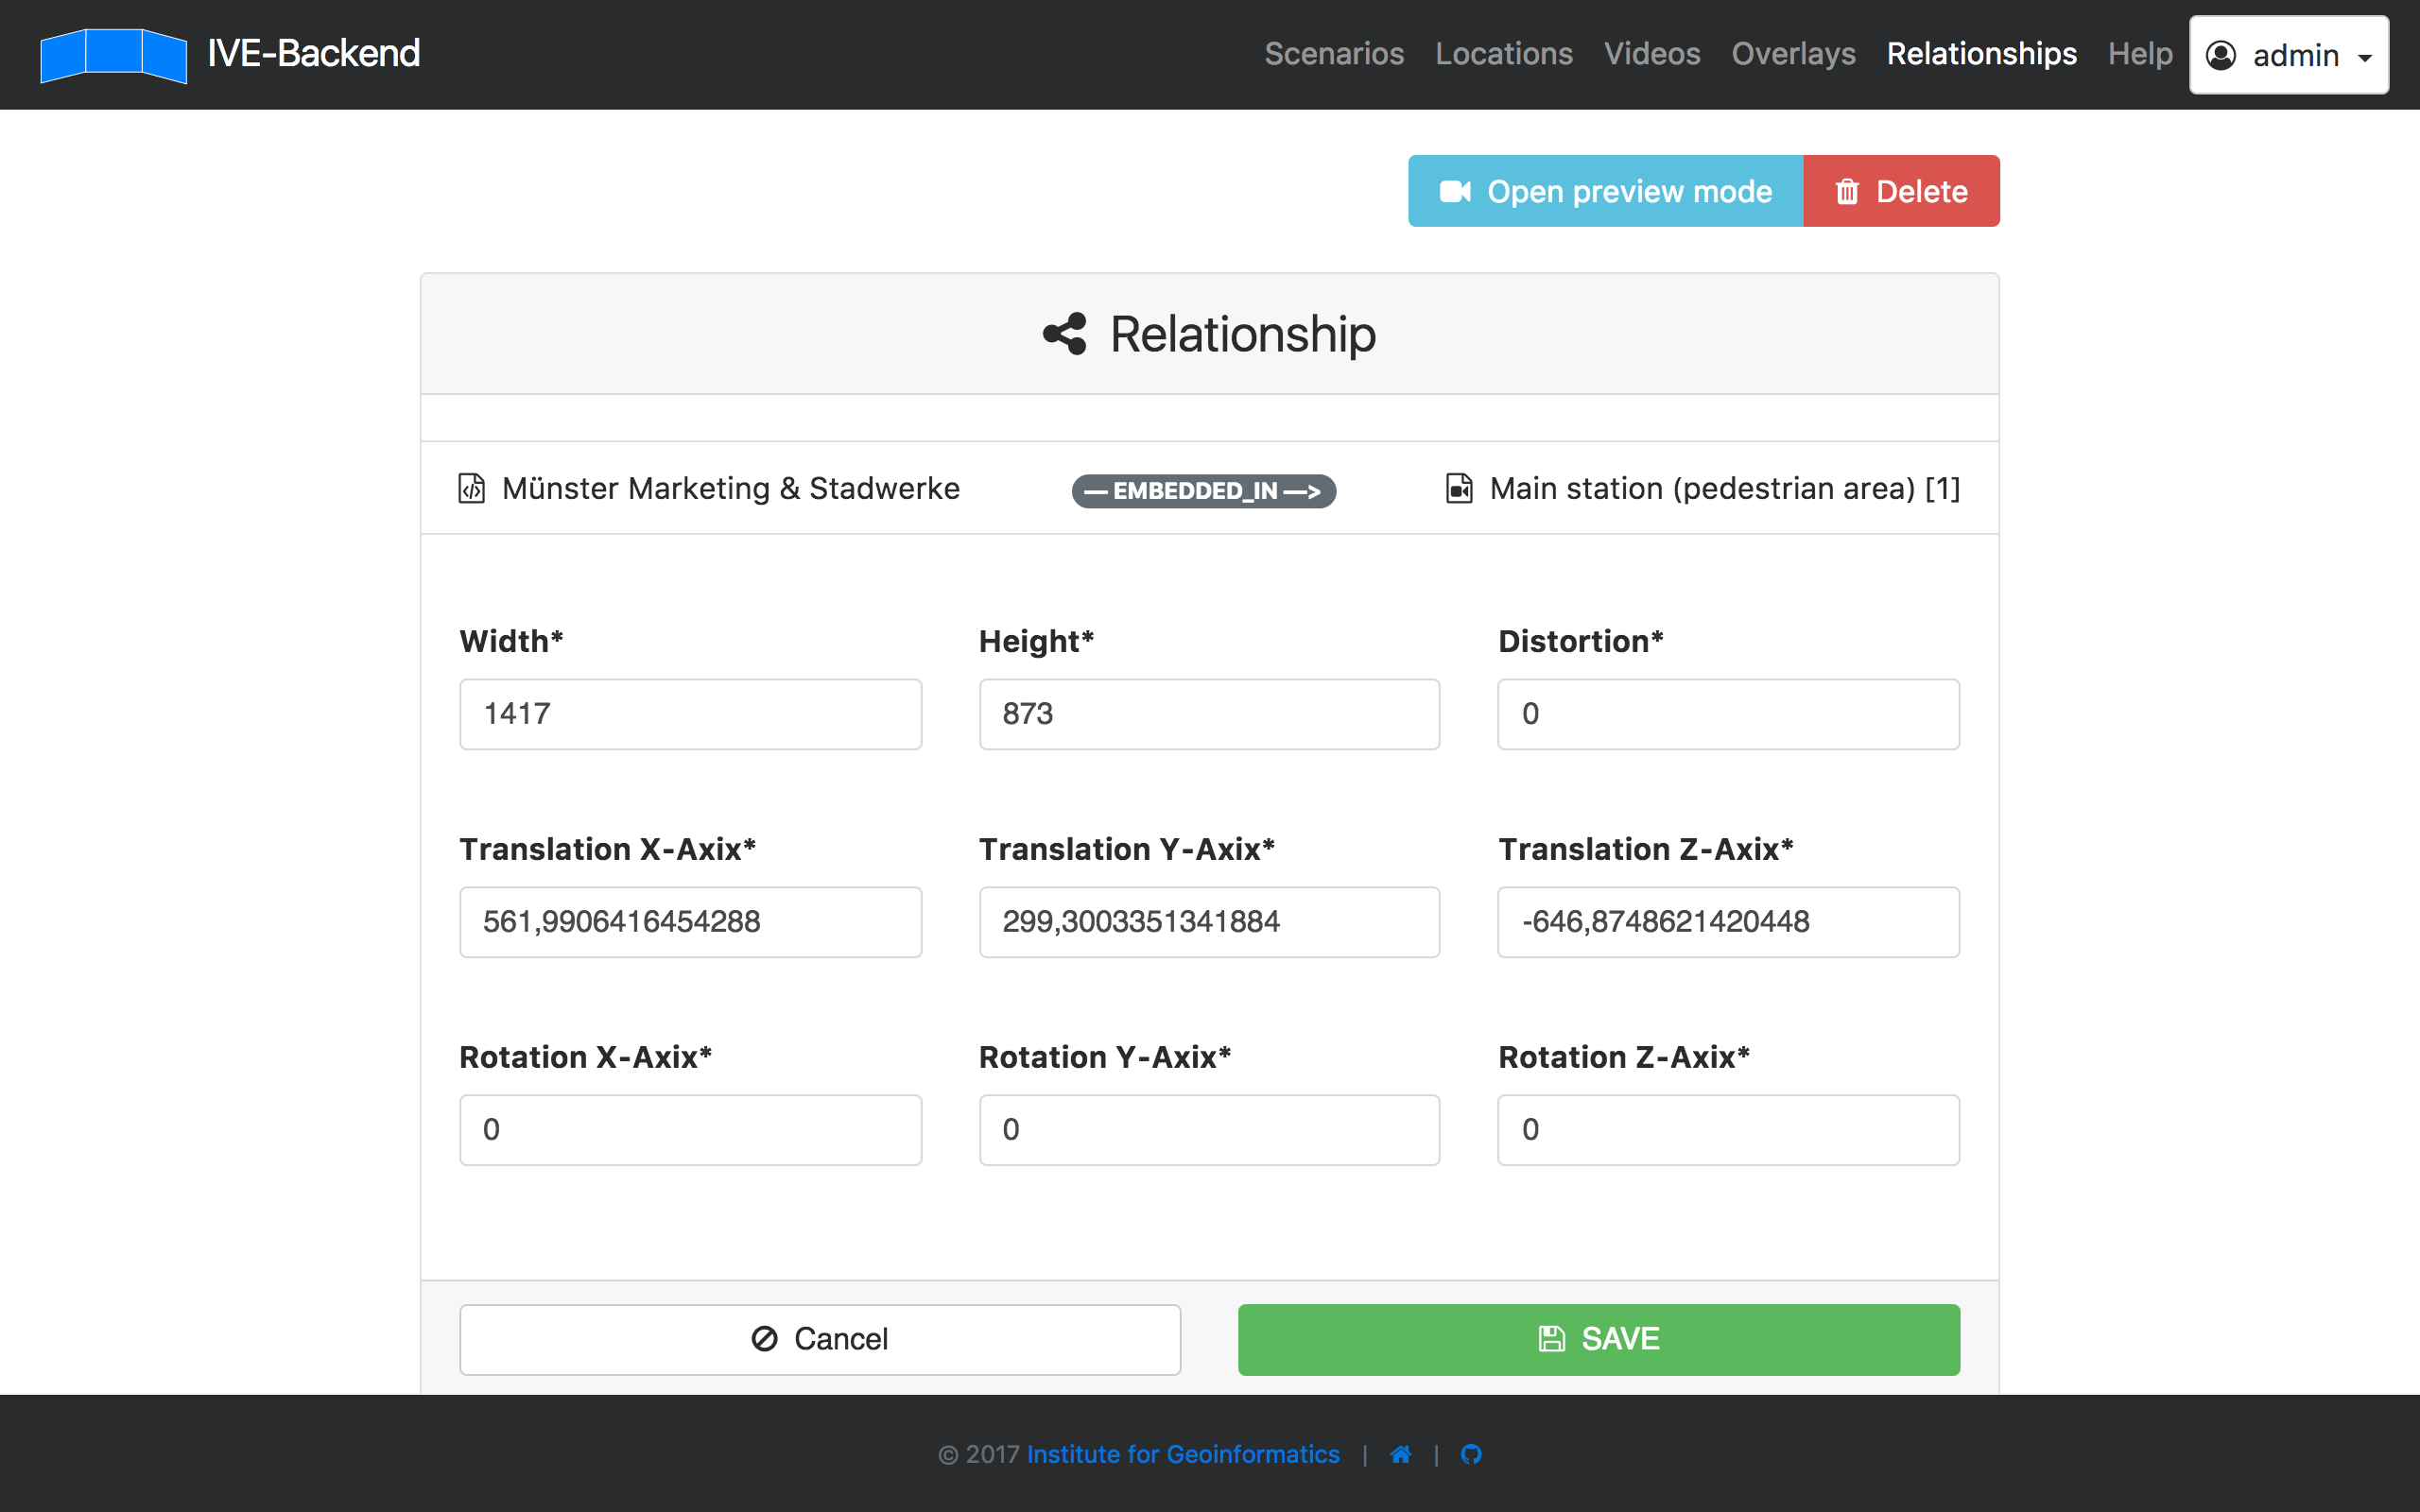 IVE-Backend Scenarios Locations Videos Overlays Relationships Help admin
Open preview mode Delete
Relationship
Münster Marketing & Stadwerke — EMBEDDED_IN —> Main station (pedestrian area) [1]
Width* Height* Distortion*
1417 873 0
Translation X-Axix* Translation Y-Axix* Translation Z-Axix*
561,9906416454288 299,3003351341884 -646,8748621420448
Rotation X-Axix* Rotation Y-Axix* Rotation Z-Axix*
0 0 0
Cancel SAVE
© 2017 Institute for Geoinformatics | |